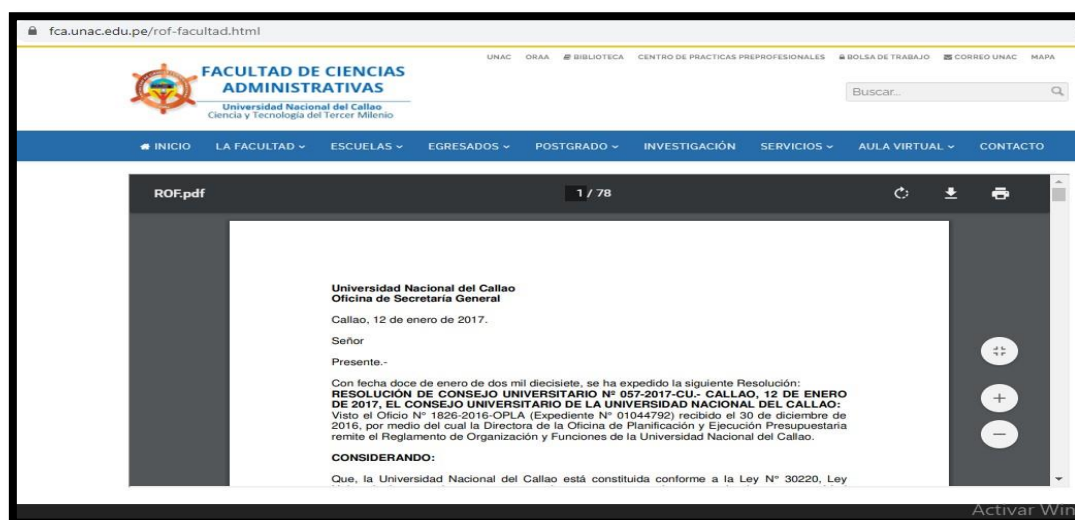 fca.unac.edu.pe/rof-facultad.html
UNAC ORAA BIBLIOTECA CENTRO DE PRACTICAS PREPROFESIONALES BOLSA DE TRABAJO CORREO UNAC MAPA
FACULTAD DE CIENCIAS
ADMINISTRATIVAS
Universidad Nacional del Callao
Ciencia y Tecnología del Tercer Milenio
Buscar...
INICIO LA FACULTAD ESCUELAS EGRESADOS POSTGRADO INVESTIGACIÓN SERVICIOS AULA VIRTUAL CONTACTO
ROF.pdf 1 / 78
Universidad Nacional del Callao
Oficina de Secretaría General
Callao, 12 de enero de 2017.
Señor
Presente.-
Con fecha doce de enero de dos mil diecisiete, se ha expedido la siguiente Resolución:
RESOLUCIÓN DE CONSEJO UNIVERSITARIO Nº 057-2017-CU.- CALLAO, 12 DE ENERO
DE 2017, EL CONSEJO UNIVERSITARIO DE LA UNIVERSIDAD NACIONAL DEL CALLAO:
Visto el Oficio Nº 1826-2016-OPLA (Expediente Nº 01044792) recibido el 30 de diciembre de
2016, por medio del cual la Directora de la Oficina de Planificación y Ejecución Presupuestaria
remite el Reglamento de Organización y Funciones de la Universidad Nacional del Callao.
CONSIDERANDO:
Que, la Universidad Nacional del Callao está constituida conforme a la Ley Nº 30220, Ley
Activar Win